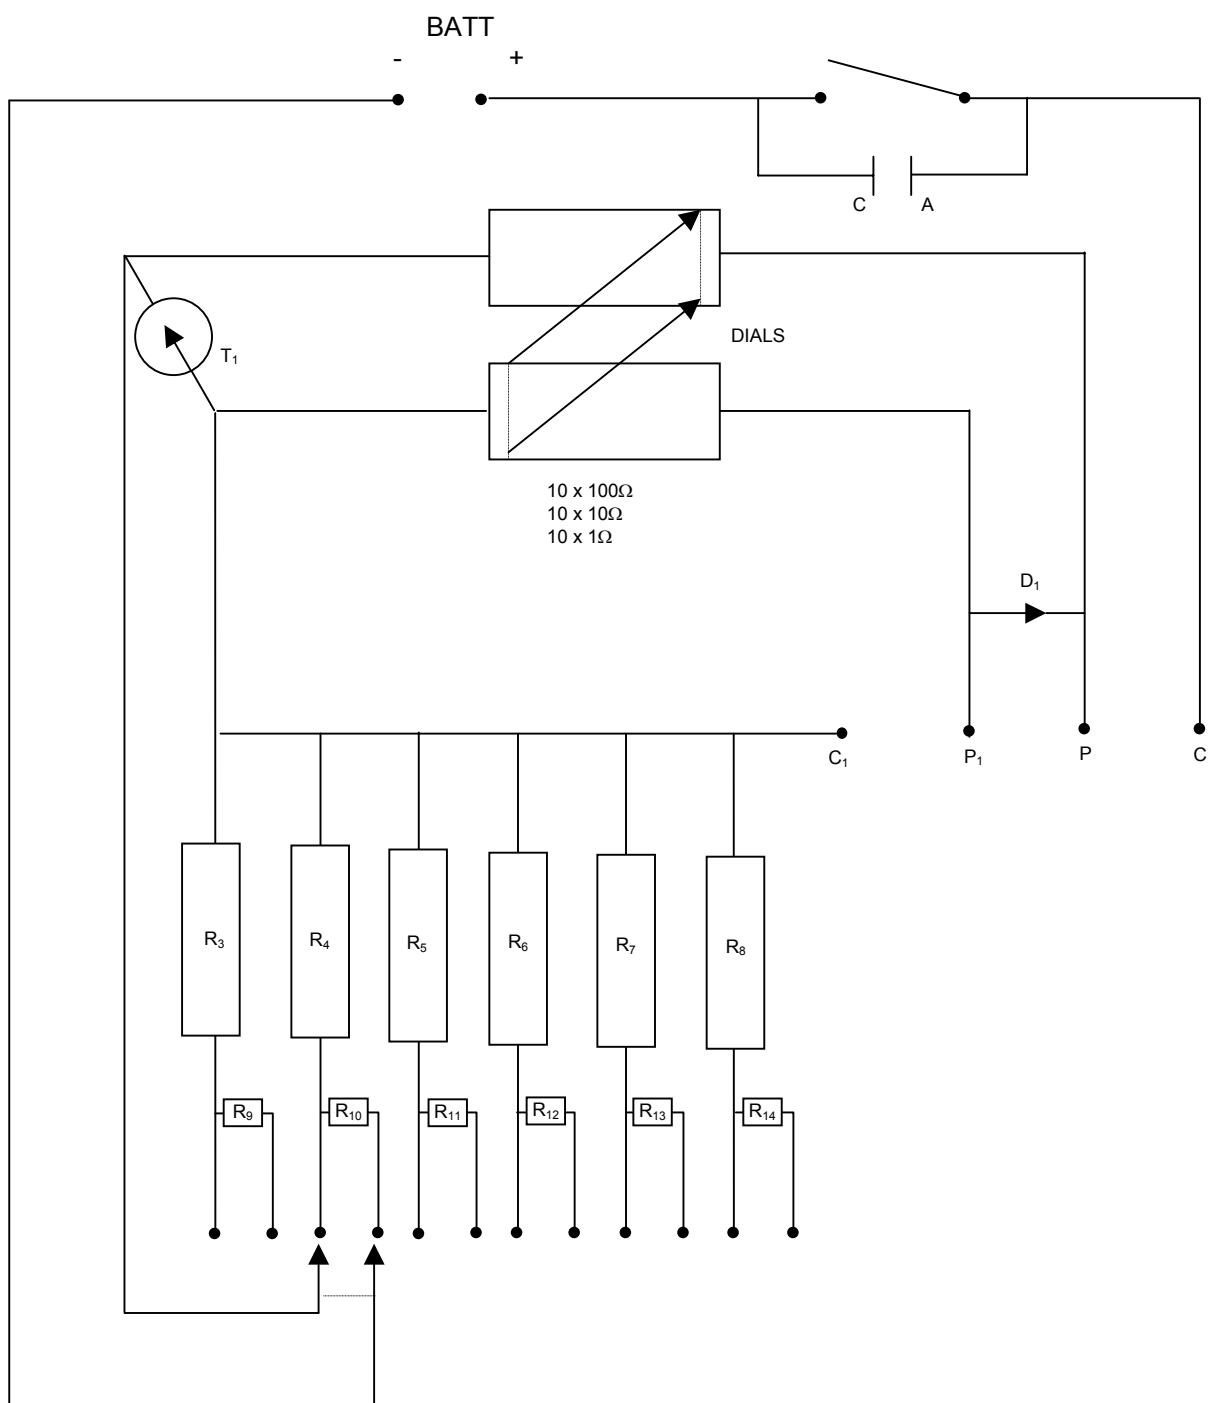 BATT
- +
C A
T₁
DIALS
10 x 100Ω
10 x 10Ω
10 x 1Ω
D₁
C₁ P₁ P C
R₃ R₄ R₅ R₆ R₇ R₈
R₉ R₁₀ R₁₁ R₁₂ R₁₃ R₁₄